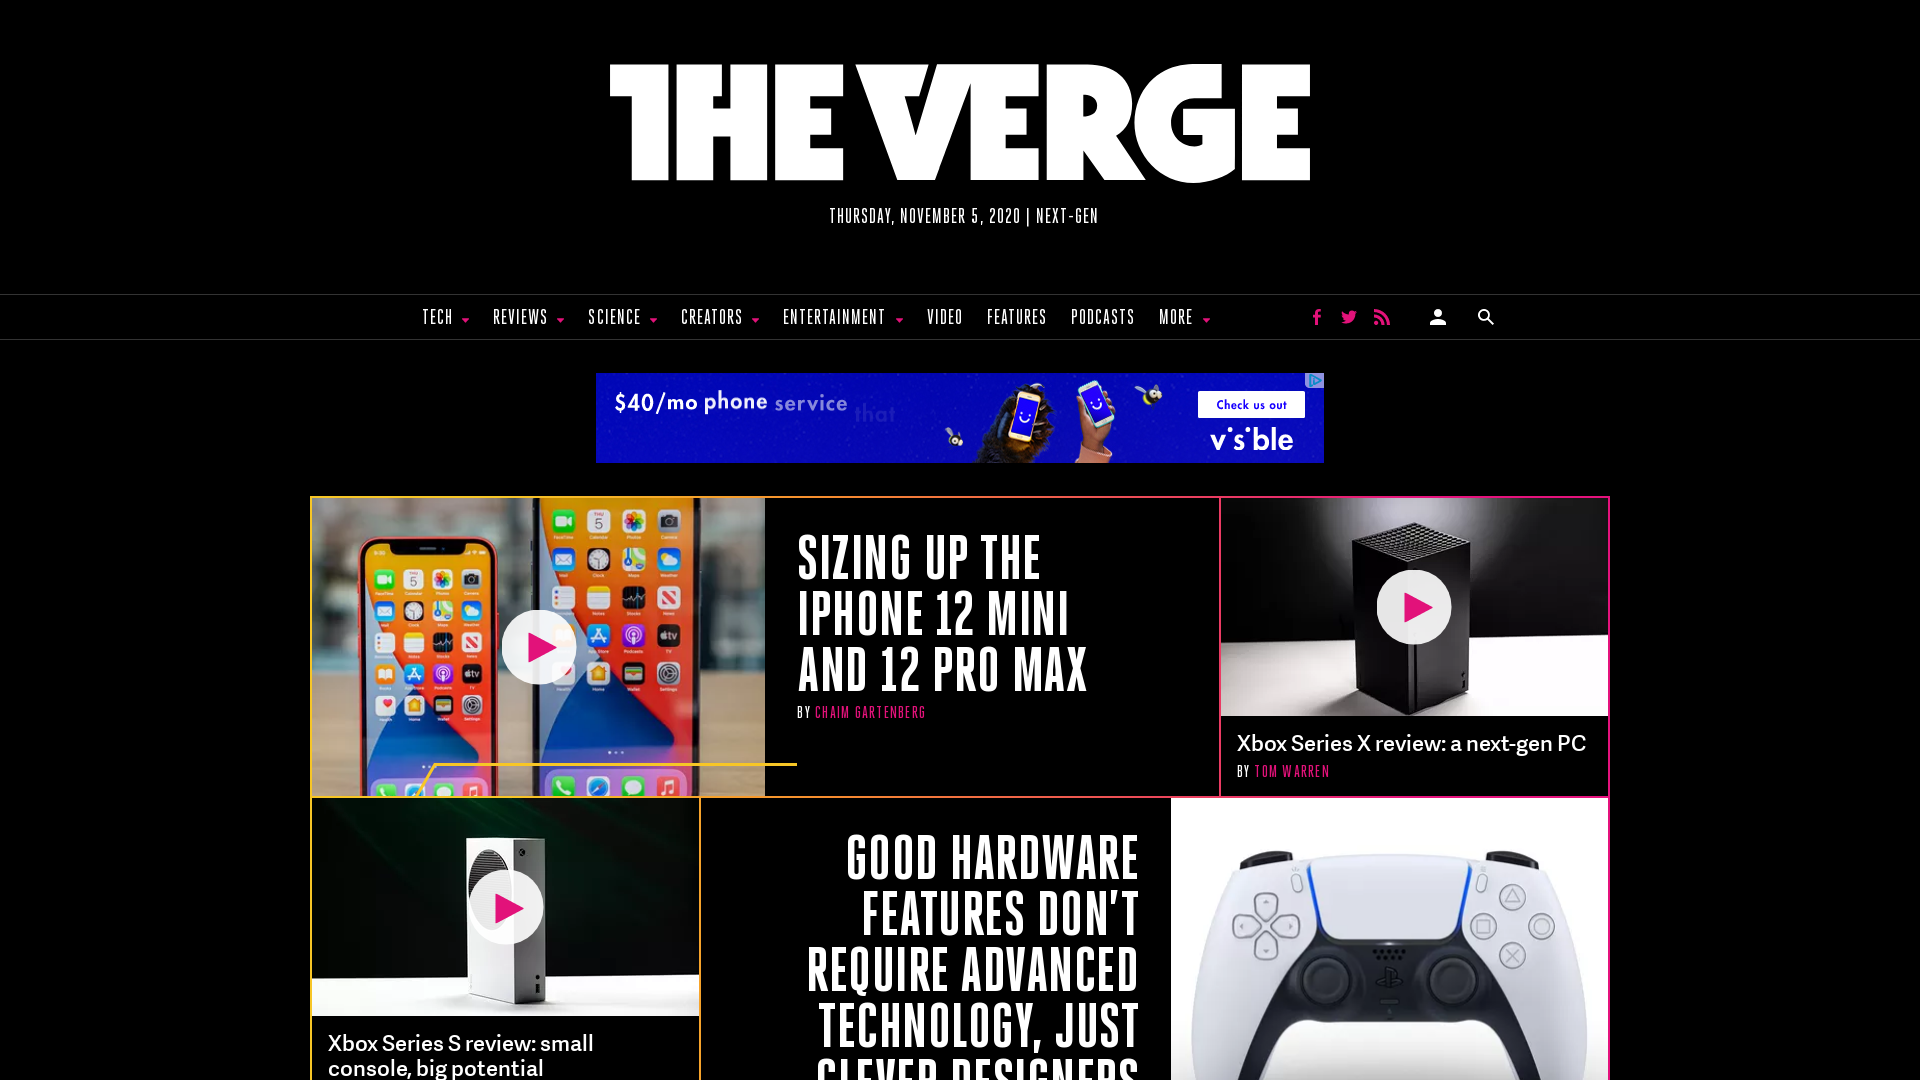 THE VERGE
THURSDAY, NOVEMBER 5, 2020 | NEXT-GEN
TECH REVIEWS SCIENCE CREATORS ENTERTAINMENT VIDEO FEATURES PODCASTS MORE
$40/mo phone service that
Check us out
visible
SIZING UP THE
IPHONE 12 MINI
AND 12 PRO MAX
BY CHAIM GARTENBERG
Xbox Series X review: a next-gen PC
BY TOM WARREN
Xbox Series S review: small
console, big potential
GOOD HARDWARE
FEATURES DON'T
REQUIRE ADVANCED
TECHNOLOGY, JUST
CLEVER DESIGNERS